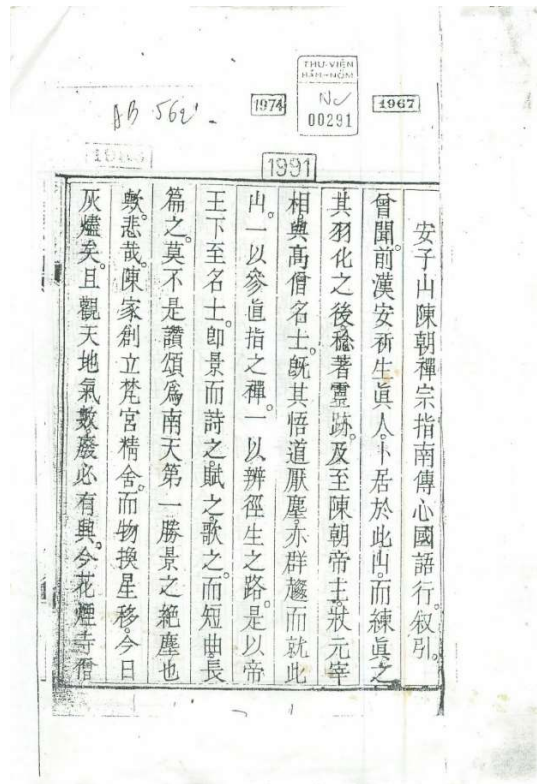 THƯ-VIỆN
HÁN-NÔM
1974
Nc
00291
1967
AB 562
1991
安子山陳朝禪宗指南傳心國語行。叙引。
曾聞。前漢安祈生眞人。卜居於此山。而練眞之
其羽化之後。稔著靈跡。及至陳朝帝王。狀元宰
相與高僧名士。旣其悟道厭塵。亦群趍而就此
山。一以參眞指之禪。一以辨徑生之路。是以帝
王下至名士。卽景而詩之賦之歌之。而短曲長
篇之。莫不是讚頌爲南天第一勝景之絶塵也
歟。悲哉。陳家創立梵宮精舍。而物換星移。今日
灰燼矣。且觀天地氣數。廢必有興。今花煙寺僧